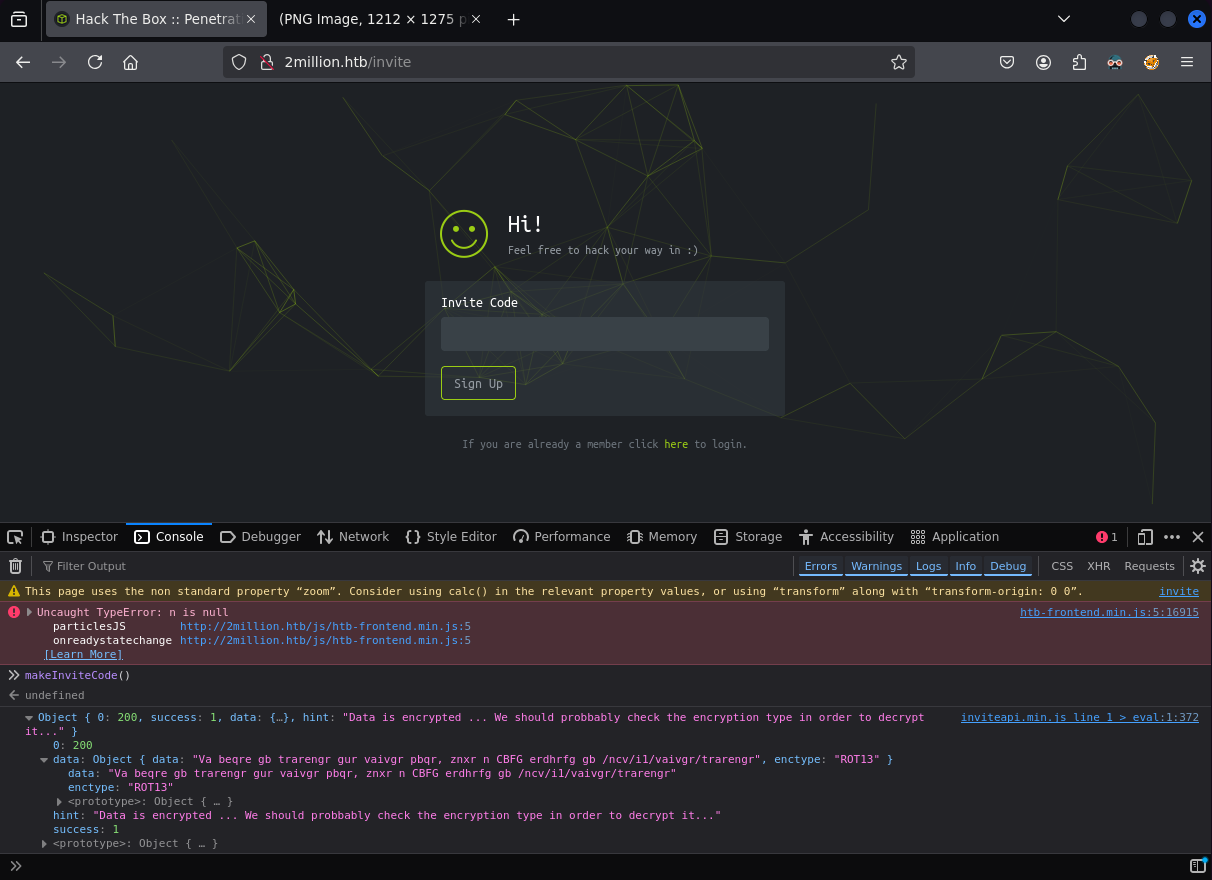 Hack The Box :: Penetrat
(PNG Image, 1212 × 1275 p
2million.htb/invite
Hi!
Feel free to hack your way in :)
Invite Code
Sign Up
If you are already a member click here to login.
Inspector Console Debugger Network Style Editor Performance Memory Storage Accessibility Application 1
Filter Output Errors Warnings Logs Info Debug CSS XHR Requests
This page uses the non standard property “zoom”. Consider using calc() in the relevant property values, or using “transform” along with “transform-origin: 0 0”. invite
Uncaught TypeError: n is null htb-frontend.min.js:5:16915
particlesJS http://2million.htb/js/htb-frontend.min.js:5
onreadystatechange http://2million.htb/js/htb-frontend.min.js:5
[Learn More]
makeInviteCode()
undefined
Object { 0: 200, success: 1, data: {…}, hint: "Data is encrypted ... We should probbably check the encryption type in order to decrypt inviteapi.min.js line 1 > eval:1:372
it..." }
0: 200
data: Object { data: "Va beqre gb trarengr gur vaivgr pbqr, znxr n CBFG erdhrfg gb /ncv/i1/vaivgr/trarengr", enctype: "ROT13" }
data: "Va beqre gb trarengr gur vaivgr pbqr, znxr n CBFG erdhrfg gb /ncv/i1/vaivgr/trarengr"
enctype: "ROT13"
<prototype>: Object { … }
hint: "Data is encrypted ... We should probbably check the encryption type in order to decrypt it..."
success: 1
<prototype>: Object { … }